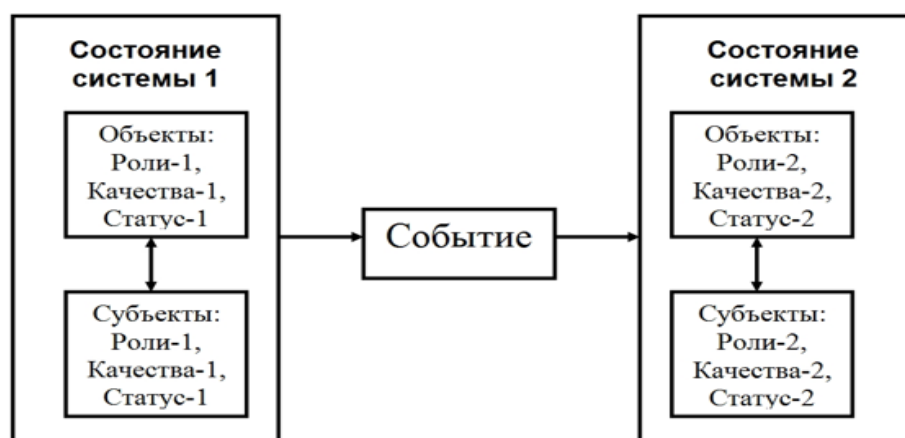 Состояние
системы 1
Объекты:
Роли-1,
Качества-1,
Статус-1
Субъекты:
Роли-1,
Качества-1,
Статус-1
Событие
Состояние
системы 2
Объекты:
Роли-2,
Качества-2,
Статус-2
Субъекты:
Роли-2,
Качества-2,
Статус-2